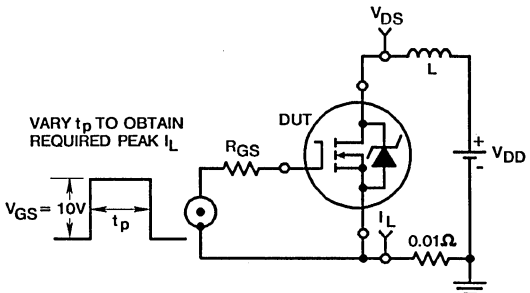 VDS
L
VARY tp TO OBTAIN
REQUIRED PEAK IL
DUT
RGS
+
VDD
-
VGS = 10V
tp
IL
0.01Ω